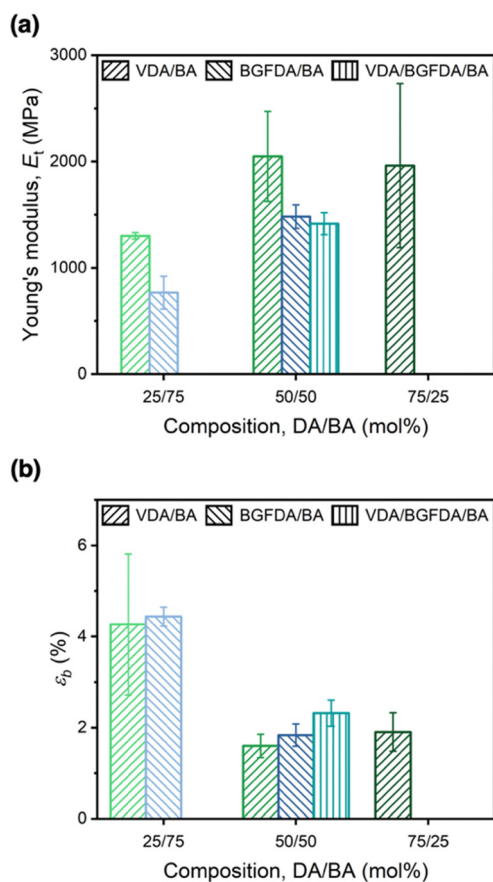 (a)
3000
VDA/BA BGFDA/BA VDA/BGFDA/BA
2000
1000
0
Young's modulus, Eₜ (MPa)
25/75 50/50 75/25
Composition, DA/BA (mol%)
(b)
VDA/BA BGFDA/BA VDA/BGFDA/BA
6
4
2
0
ε_b (%)
25/75 50/50 75/25
Composition, DA/BA (mol%)